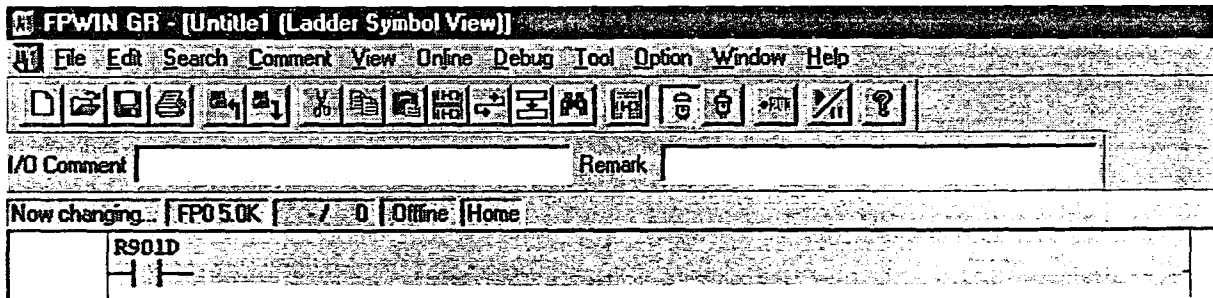 FPWIN GR - [Untitle1 (Ladder Symbol View)]
File Edit Search Comment View Online Debug Tool Option Window Help
I/O Comment Remark
Now changing... FP0 5.0K - / 0 Offline Home
R901D